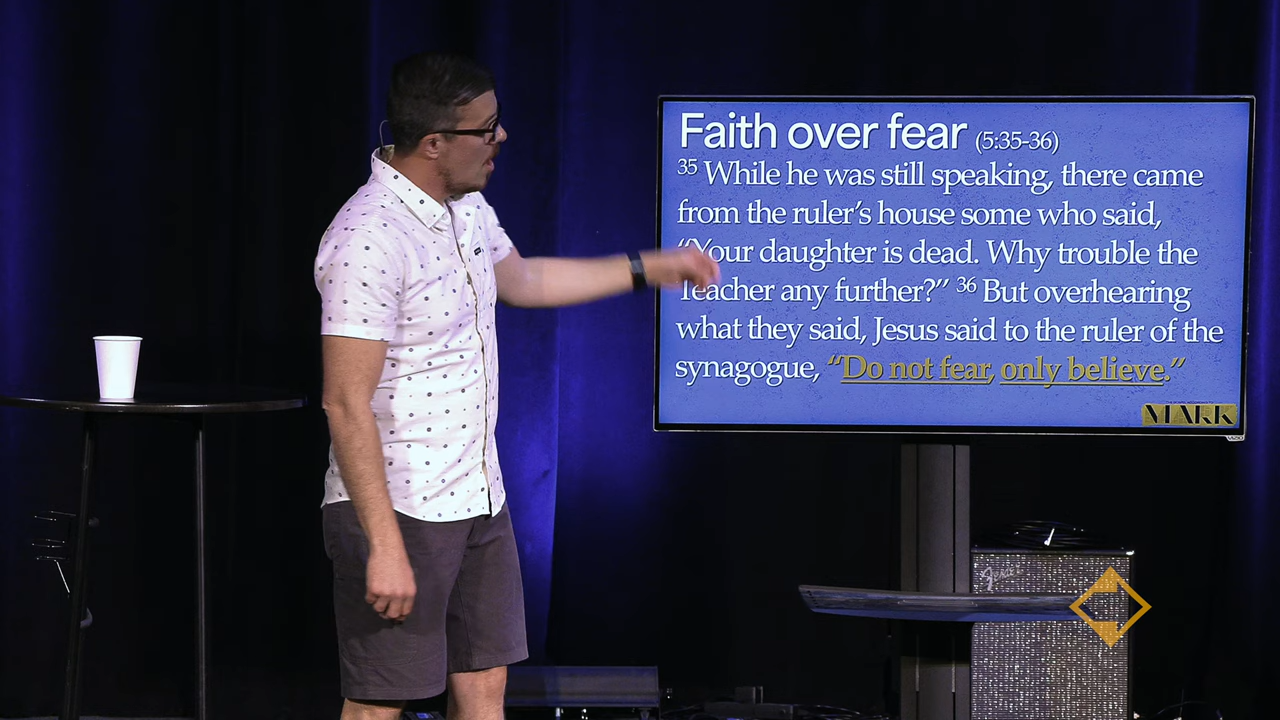 Faith over fear (5:35-36)
35 While he was still speaking, there came
from the ruler's house some who said,
“Your daughter is dead. Why trouble the
Teacher any further?” 36 But overhearing
what they said, Jesus said to the ruler of the
synagogue, “Do not fear, only believe.”
MARK
VIZIO
Fender